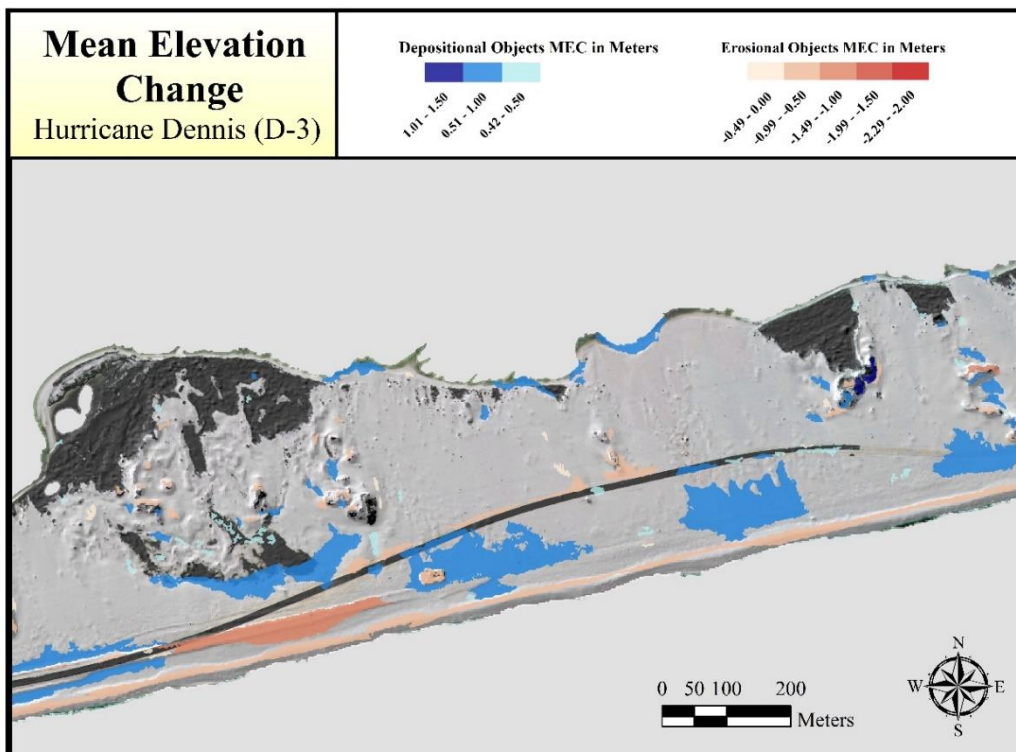 Mean Elevation
Change
Hurricane Dennis (D-3)
Depositional Objects MEC in Meters
1.01 - 1.50
0.51 - 1.00
0.42 - 0.50
Erosional Objects MEC in Meters
-0.49 - 0.00
-0.99 - -0.50
-1.49 - -1.00
-1.99 - -1.50
-2.29 - -2.00
N
W E
S
0 50 100 200
Meters